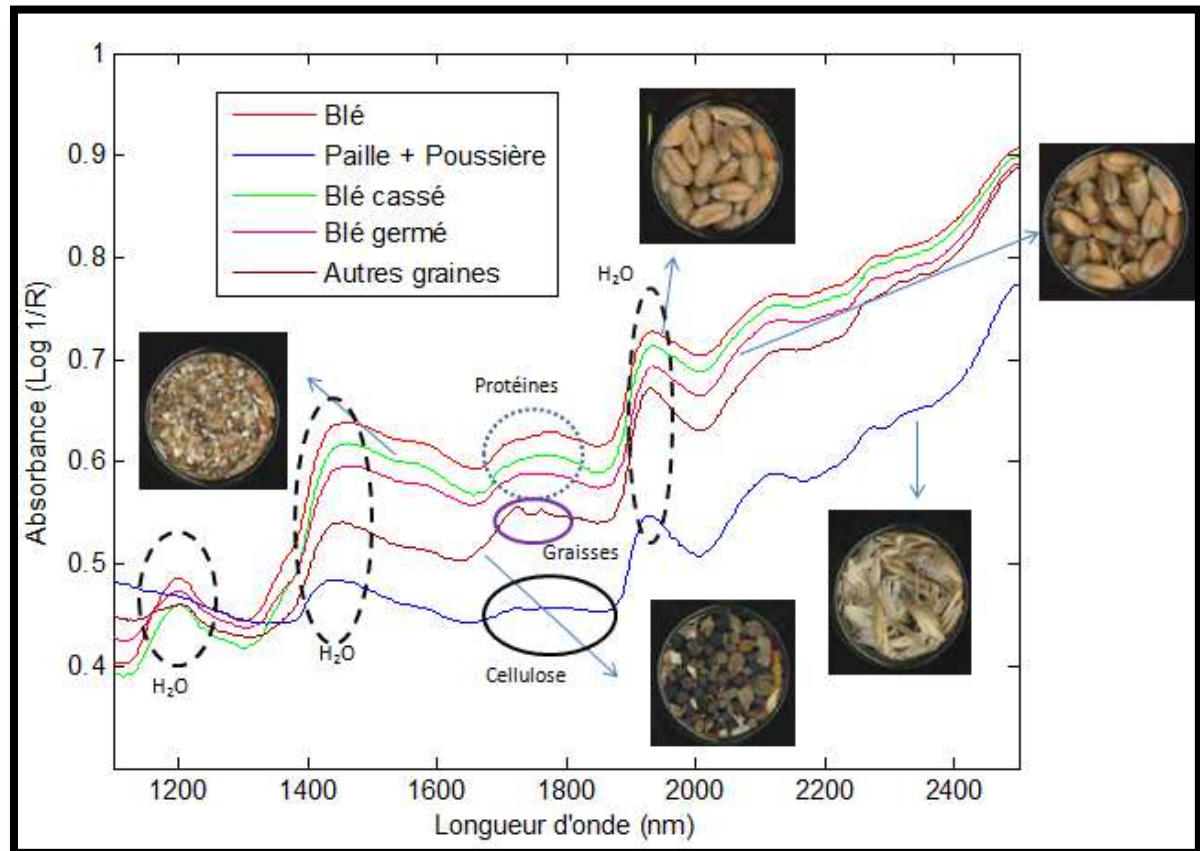 Absorbance (Log 1/R)
1
0.9
0.8
0.7
0.6
0.5
0.4
Blé
Paille + Poussière
Blé cassé
Blé germé
Autres graines
H₂O
Protéines
Graisses
H₂O
H₂O
Cellulose
1200 1400 1600 1800 2000 2200 2400
Longueur d'onde (nm)